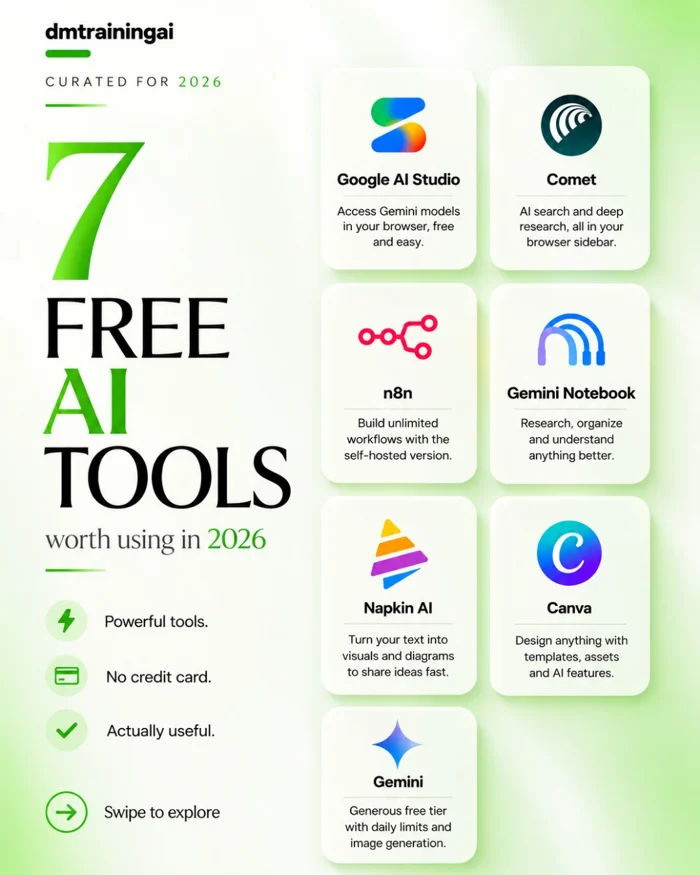 dmtrainingai
CURATED FOR 2026
7
FREE
AI
TOOLS
worth using in 2026
Powerful tools.
No credit card.
Actually useful.
Swipe to explore
Google AI Studio
Access Gemini models
in your browser, free
and easy.
Comet
AI search and deep
research, all in your
browser sidebar.
n8n
Build unlimited
workflows with the
self-hosted version.
Gemini Notebook
Research, organize
and understand
anything better.
Napkin AI
Turn your text into
visuals and diagrams
to share ideas fast.
C
Canva
Design anything with
templates, assets
and AI features.
Gemini
Generous free tier
with daily limits and
image generation.